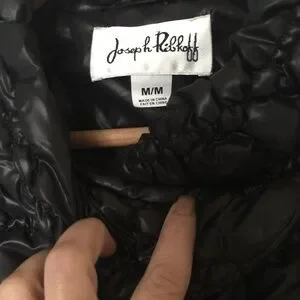 Joseph Ribkoff
M/M
MADE IN CHINA
FAIT EN CHINE